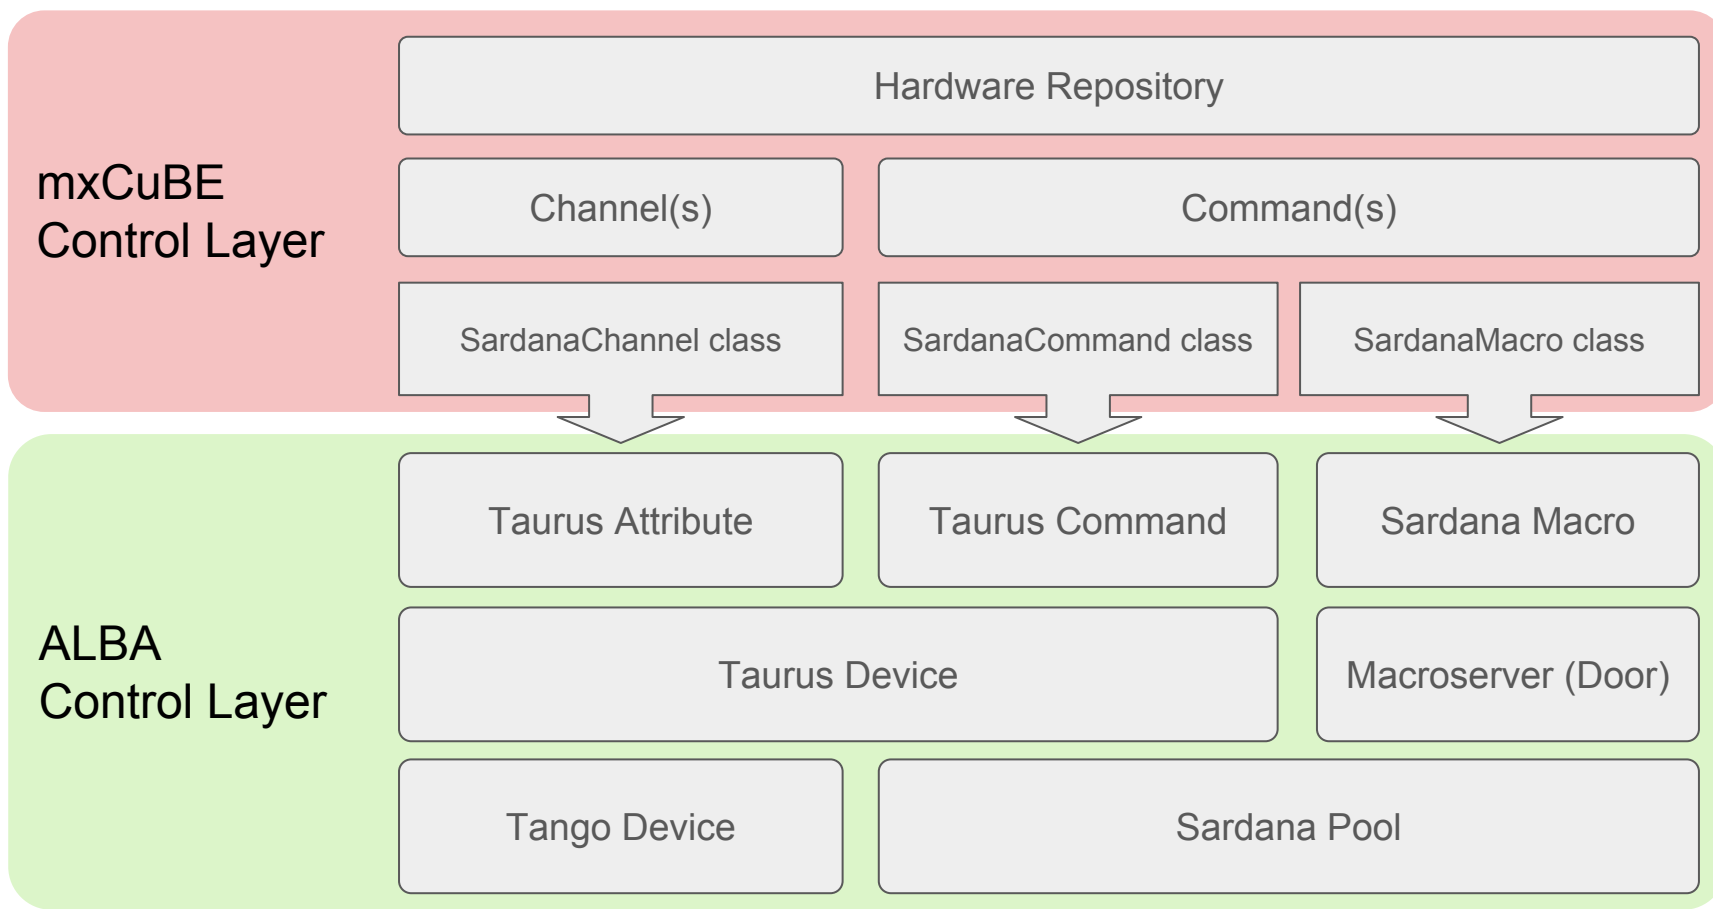 mxCuBE
Control Layer
Hardware Repository
Channel(s)
Command(s)
SardanaChannel class
SardanaCommand class
SardanaMacro class
ALBA
Control Layer
Taurus Attribute
Taurus Command
Sardana Macro
Taurus Device
Macroserver (Door)
Tango Device
Sardana Pool